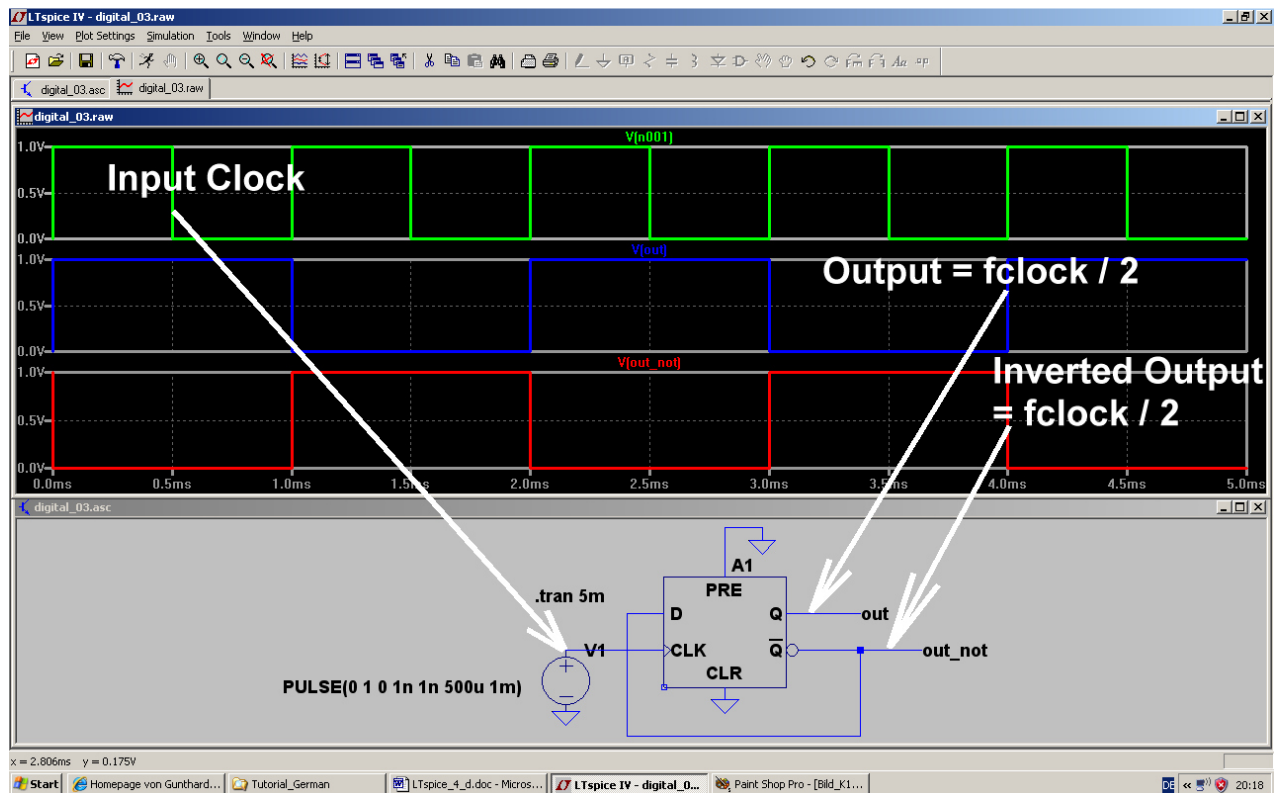 LTspice IV - digital_03.raw
File View Plot Settings Simulation Tools Window Help
digital_03.asc digital_03.raw
digital_03.raw
V(n001)
1.0V
0.5V
0.0V
Input Clock
V(out)
1.0V
0.5V
0.0V
Output = fclock / 2
V(out_not)
1.0V
0.5V
0.0V
Inverted Output
= fclock / 2
0.0ms 0.5ms 1.0ms 1.5ms 2.0ms 2.5ms 3.0ms 3.5ms 4.0ms 4.5ms 5.0ms
digital_03.asc
A1
PRE
.tran 5m
D Q out
V1 CLK Q out_not
CLR
PULSE(0 1 0 1n 1n 500u 1m)
x = 2.806ms y = 0.175V
Start Homepage von Gunthard... Tutorial_German LTspice_4_d.doc - Micros... LTspice IV - digital_0... Paint Shop Pro - [Bild_K1... DE 20:18